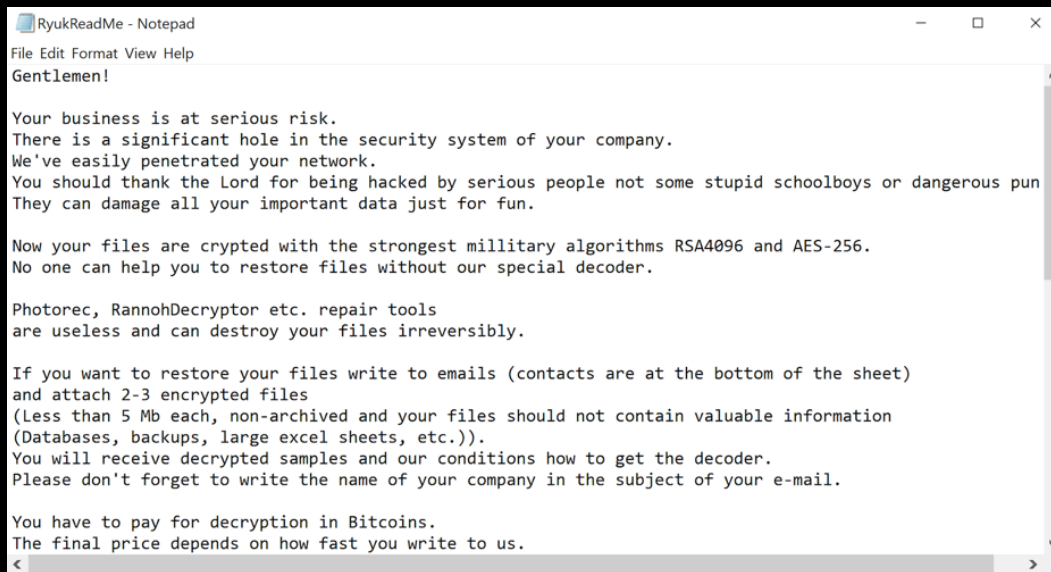 RyukReadMe - Notepad
File Edit Format View Help
Gentlemen!
Your business is at serious risk.
There is a significant hole in the security system of your company.
We've easily penetrated your network.
You should thank the Lord for being hacked by serious people not some stupid schoolboys or dangerous pun
They can damage all your important data just for fun.
Now your files are crypted with the strongest millitary algorithms RSA4096 and AES-256.
No one can help you to restore files without our special decoder.
Photorec, RannohDecryptor etc. repair tools
are useless and can destroy your files irreversibly.
If you want to restore your files write to emails (contacts are at the bottom of the sheet)
and attach 2-3 encrypted files
(Less than 5 Mb each, non-archived and your files should not contain valuable information
(Databases, backups, large excel sheets, etc.)).
You will receive decrypted samples and our conditions how to get the decoder.
Please don't forget to write the name of your company in the subject of your e-mail.
You have to pay for decryption in Bitcoins.
The final price depends on how fast you write to us.